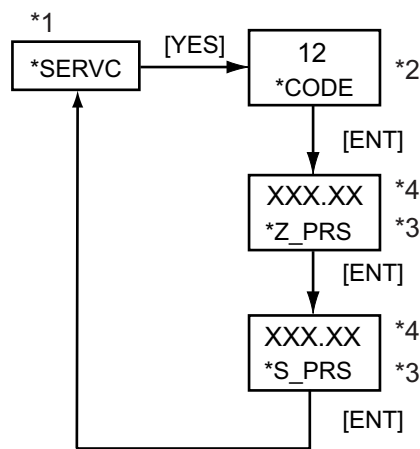 *1
*SERVC
[YES]
12
*CODE
*2
[ENT]
XXX.XX
*4
*Z_PRS
*3
[ENT]
XXX.XX
*4
*S_PRS
*3
[ENT]